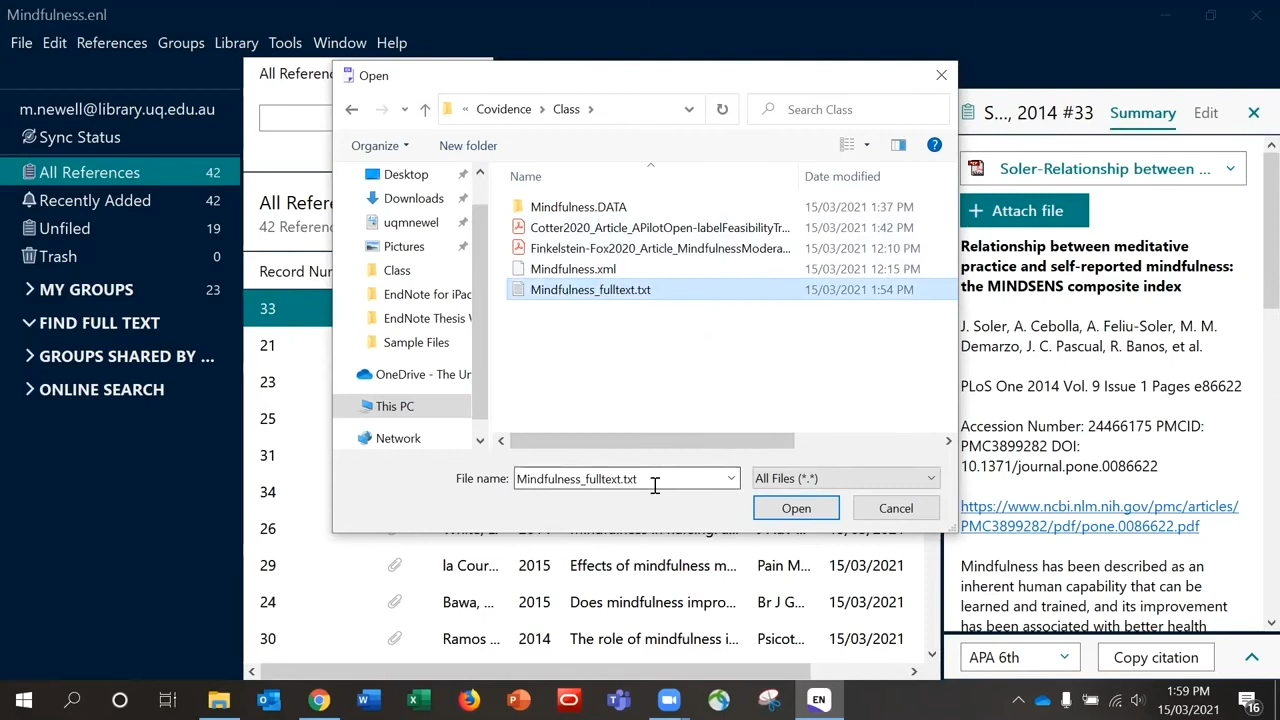 Mindfulness.enl
File Edit References Groups Library Tools Window Help
m.newell@library.uq.edu.au
Sync Status
All References 42
Recently Added 42
Unfiled 19
Trash 0
MY GROUPS 23
FIND FULL TEXT
GROUPS SHARED BY ...
ONLINE SEARCH
All Referen
All Refere
42 Reference
Record Nur
33
21
23
25
31
34
26
29 la Cour... 2015 Effects of mindfulness m... Pain M... 15/03/2021
24 Bawa, ... 2015 Does mindfulness impro... Br J G... 15/03/2021
30 Ramos ... 2014 The role of mindfulness i... Psicot... 15/03/2021
Open
« Covidence > Class >
Search Class
Organize New folder
Desktop
Downloads
uqmnewel
Pictures
Class
EndNote for iPac
EndNote Thesis
Sample Files
OneDrive - The Un
This PC
Network
Name Date modified
Mindfulness.DATA 15/03/2021 1:37 PM
Cotter2020_Article_APilotOpen-labelFeasibilityTr... 15/03/2021 1:42 PM
Finkelstein-Fox2020_Article_MindfulnessModera... 15/03/2021 12:10 PM
Mindfulness.xml 15/03/2021 12:15 PM
Mindfulness_fulltext.txt 15/03/2021 1:54 PM
File name: Mindfulness_fulltext.txt All Files (*.*)
Open Cancel
S..., 2014 #33 Summary Edit
Soler-Relationship between ...
+ Attach file
Relationship between meditative
practice and self-reported mindfulness:
the MINDSENS composite index
J. Soler, A. Cebolla, A. Feliu-Soler, M. M.
Demarzo, J. C. Pascual, R. Banos, et al.
PLoS One 2014 Vol. 9 Issue 1 Pages e86622
Accession Number: 24466175 PMCID:
PMC3899282 DOI:
10.1371/journal.pone.0086622
https://www.ncbi.nlm.nih.gov/pmc/articles/
PMC3899282/pdf/pone.0086622.pdf
Mindfulness has been described as an
inherent human capability that can be
learned and trained, and its improvement
has been associated with better health
APA 6th Copy citation
EN
1:59 PM
15/03/2021
16